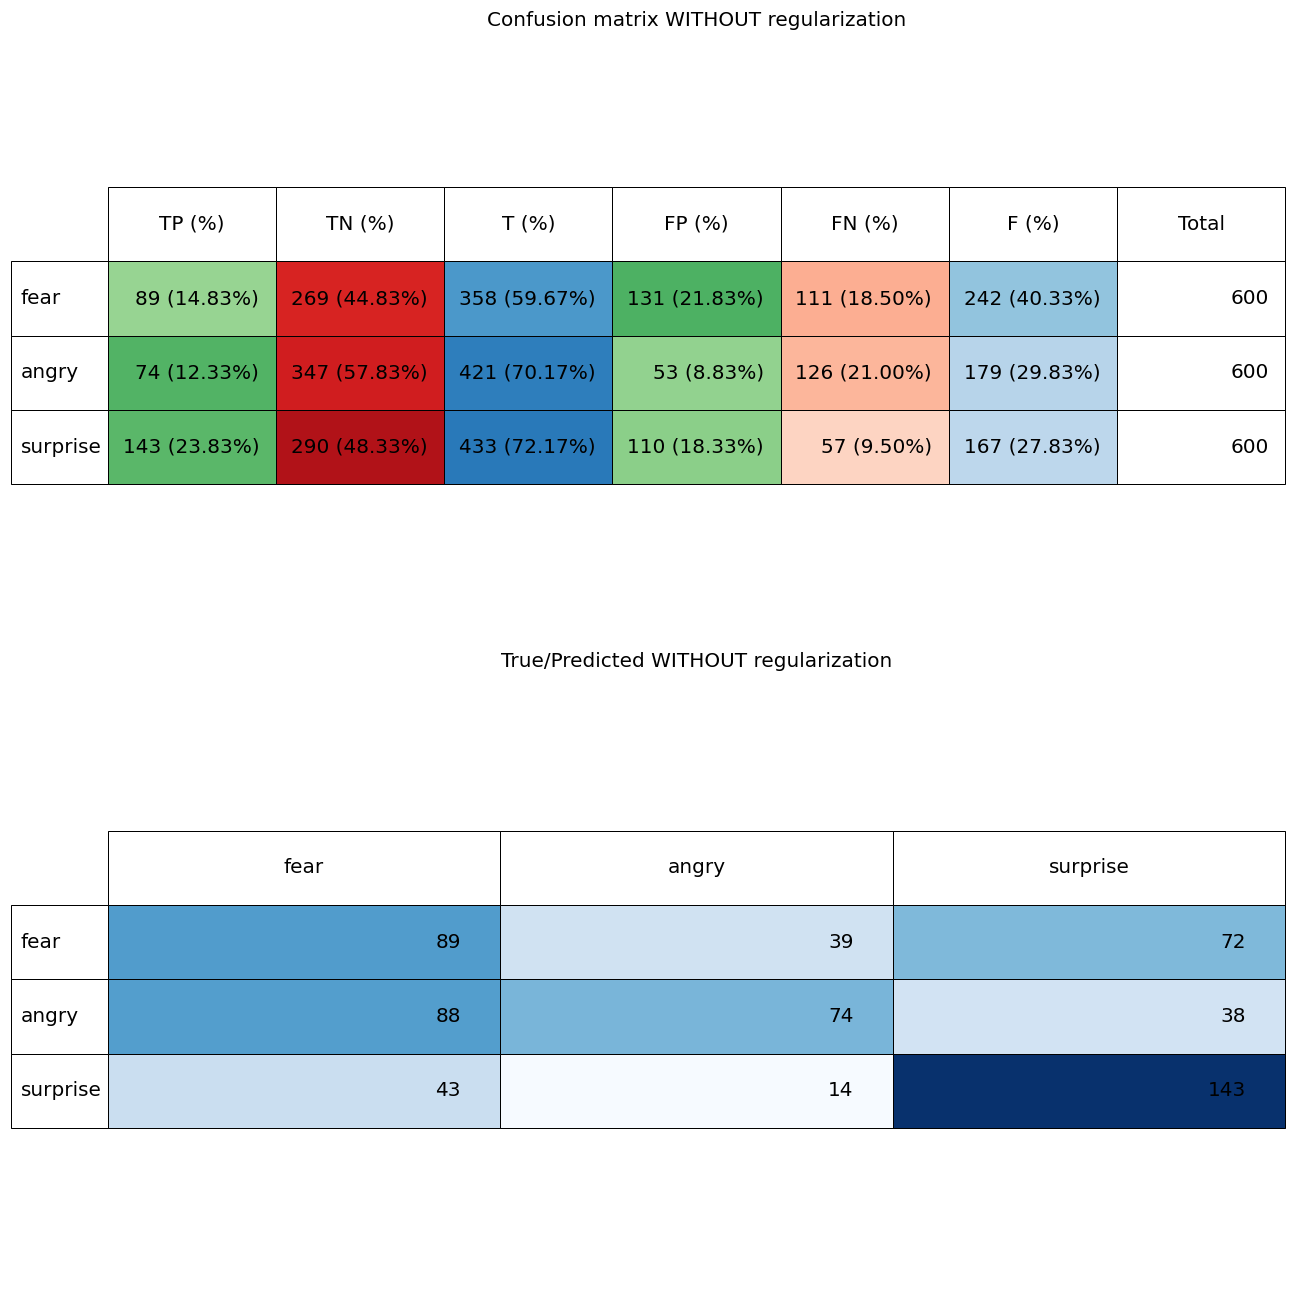 Confusion matrix WITHOUT regularization
TP (%) TN (%) T (%) FP (%) FN (%) F (%) Total
fear 89 (14.83%) 269 (44.83%) 358 (59.67%) 131 (21.83%) 111 (18.50%) 242 (40.33%) 600
angry 74 (12.33%) 347 (57.83%) 421 (70.17%) 53 (8.83%) 126 (21.00%) 179 (29.83%) 600
surprise 143 (23.83%) 290 (48.33%) 433 (72.17%) 110 (18.33%) 57 (9.50%) 167 (27.83%) 600
True/Predicted WITHOUT regularization
fear angry surprise
fear 89 39 72
angry 88 74 38
surprise 43 14 143